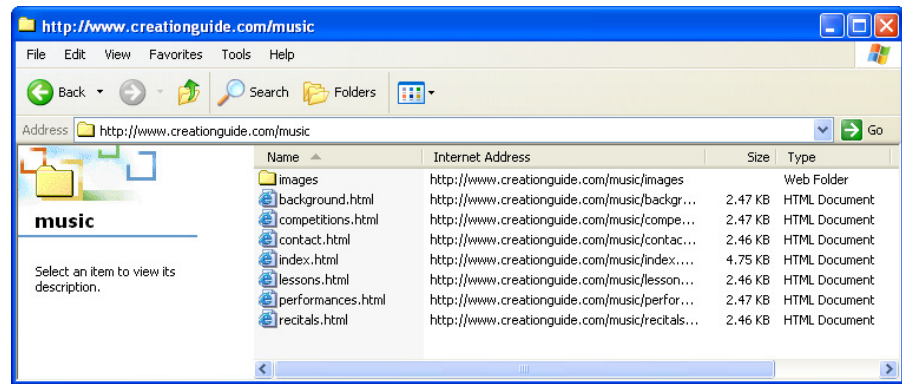 http://www.creationguide.com/music
File Edit View Favorites Tools Help
Back Search Folders
Address http://www.creationguide.com/music Go
Name Internet Address Size Type
images http://www.creationguide.com/music/images Web Folder
background.html http://www.creationguide.com/music/backgr... 2.47 KB HTML Document
competitions.html http://www.creationguide.com/music/compe... 2.47 KB HTML Document
contact.html http://www.creationguide.com/music/contac... 2.46 KB HTML Document
index.html http://www.creationguide.com/music/index.... 4.75 KB HTML Document
lessons.html http://www.creationguide.com/music/lesson... 2.46 KB HTML Document
performances.html http://www.creationguide.com/music/perfor... 2.47 KB HTML Document
recitals.html http://www.creationguide.com/music/recitals... 2.46 KB HTML Document
music
Select an item to view its
description.